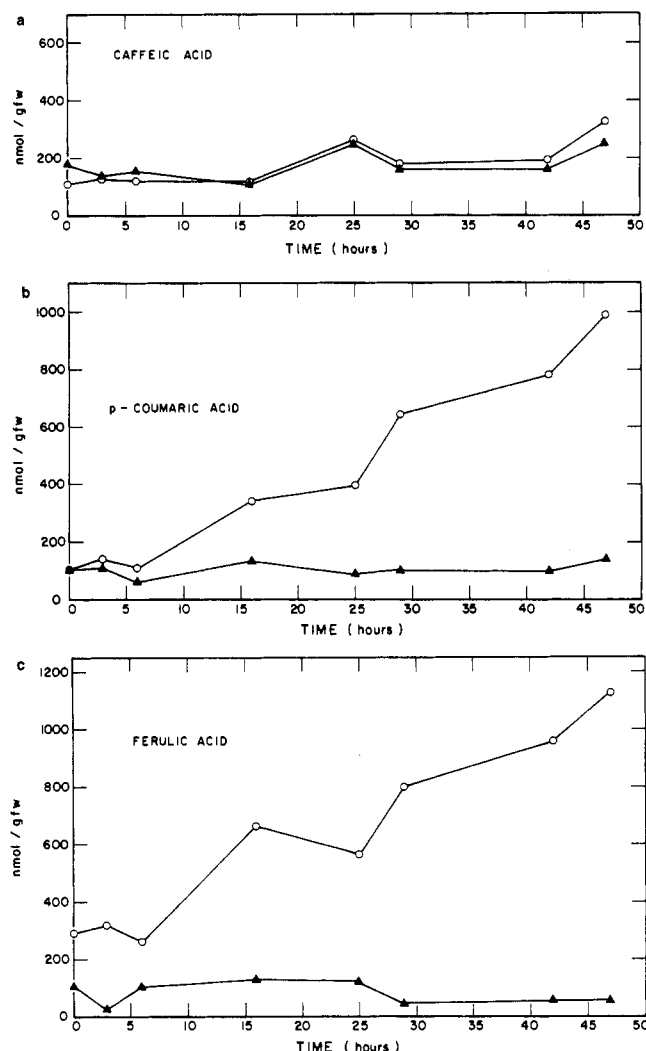 a
600
CAFFEIC ACID
400
nmol / gfw
200
0
0 5 10 15 20 25 30 35 40 45 50
TIME ( hours )
b
1000
800
p - COUMARIC ACID
600
nmol / gfw
400
200
0
0 5 10 15 20 25 30 35 40 45 50
TIME ( hours )
c
1200
FERULIC ACID
1000
800
nmol / gfw
600
400
200
0
0 5 10 15 20 25 30 35 40 45 50
TIME ( hours )